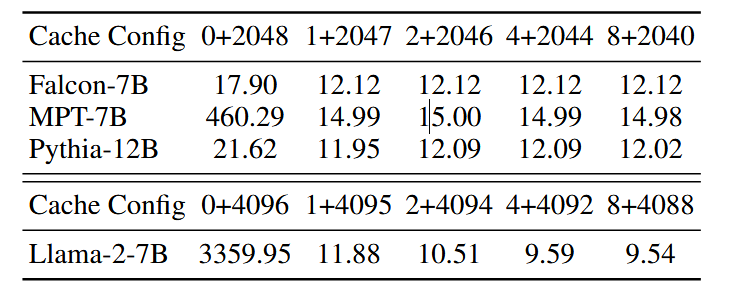 Cache Config 0+2048 1+2047 2+2046 4+2044 8+2040
Falcon-7B 17.90 12.12 12.12 12.12 12.12
MPT-7B 460.29 14.99 15.00 14.99 14.98
Pythia-12B 21.62 11.95 12.09 12.09 12.02
Cache Config 0+4096 1+4095 2+4094 4+4092 8+4088
Llama-2-7B 3359.95 11.88 10.51 9.59 9.54